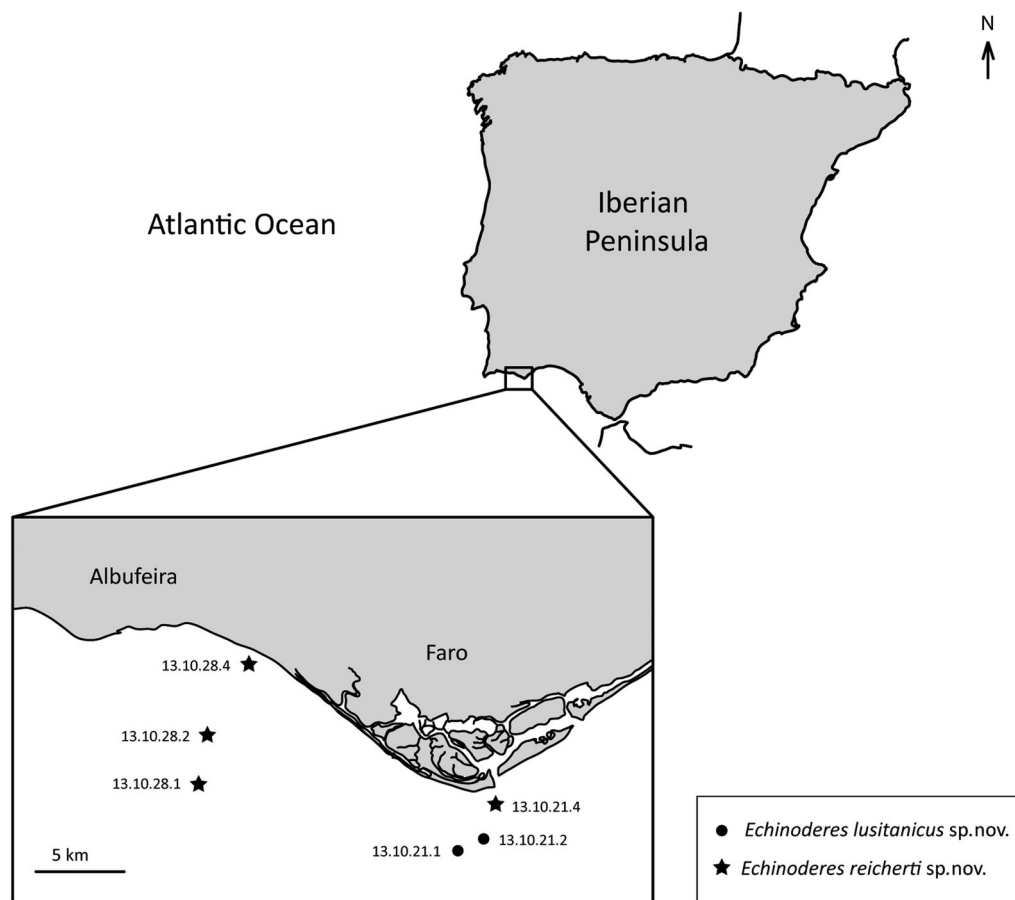 N
Iberian
Peninsula
Atlantic Ocean
Albufeira
Faro
13.10.28.4
13.10.28.2
13.10.28.1
13.10.21.4
13.10.21.2
13.10.21.1
5 km
Echinoderes lusitanicus sp.nov.
Echinoderes reicherti sp.nov.